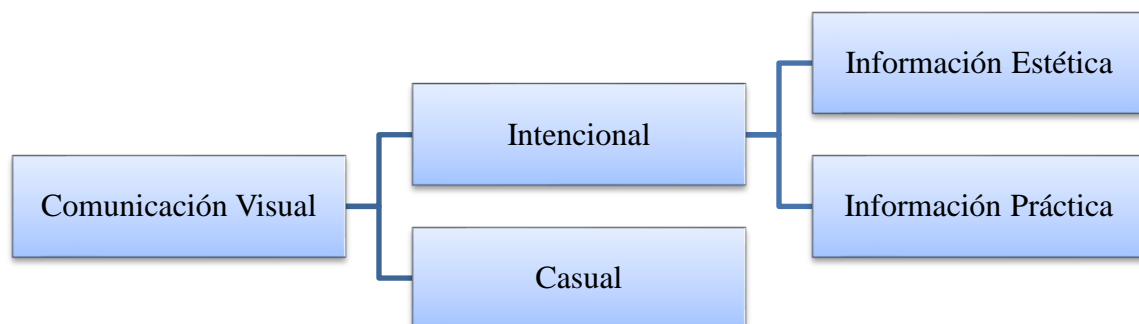 Comunicación Visual
Intencional
Casual
Información Estética
Información Práctica